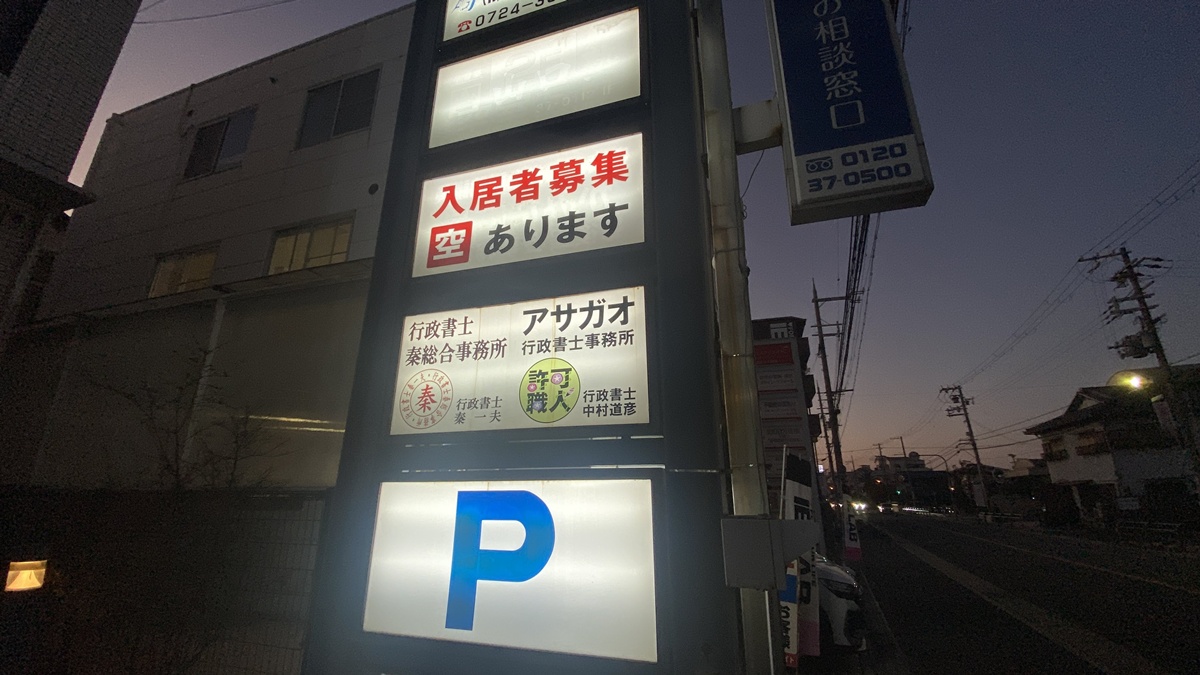 0724-3
入居者募集
空 あります
行政書士
秦総合事務所
秦
行政書士
秦 一夫
アサガオ
行政書士事務所
許可
職人
行政書士
中村道彦
P
の相談窓口
0120
37-0500